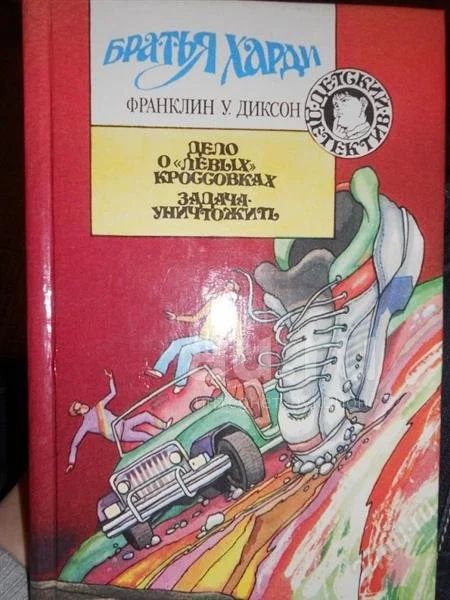 БРАТЬЯ ХАРДИ
ФРАНКЛИН У. ДИКСОН
ДЕТСКИЙ ДЕТЕКТИВ
ДЕЛО
О «ЛЕВЫХ»
КРОССОВКАХ
ЗАДАЧА-
УНИЧТОЖИТЬ